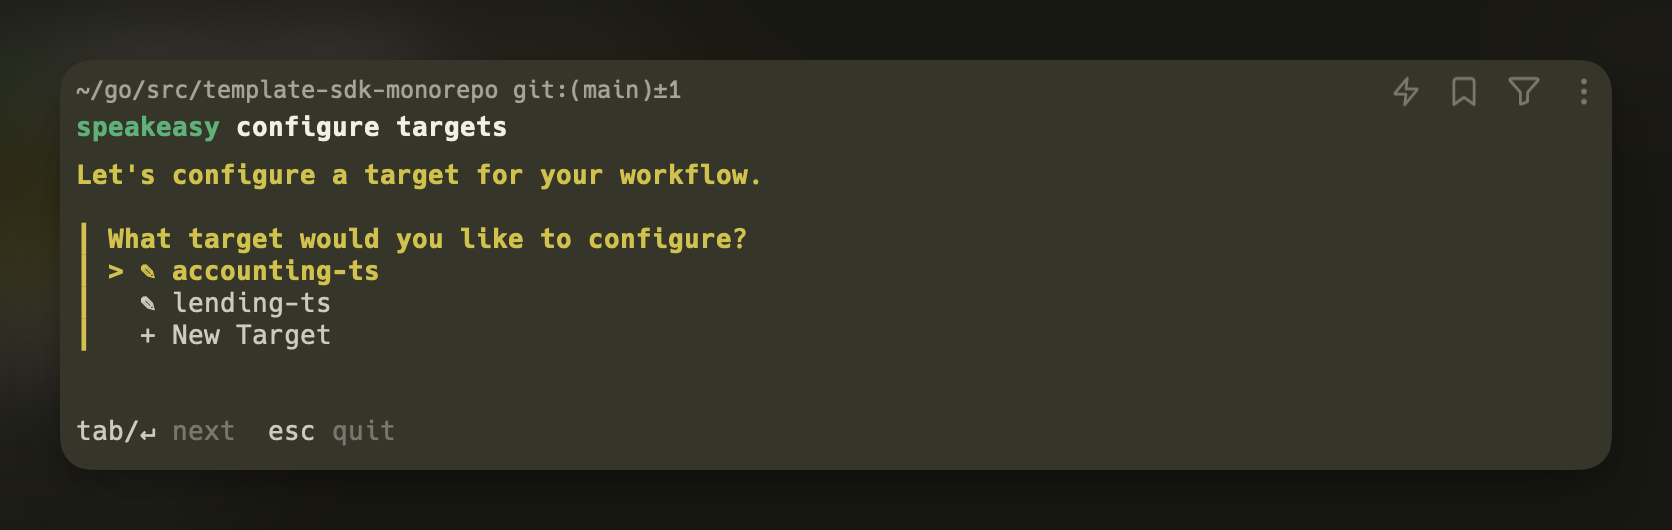 ~/go/src/template-sdk-monorepo git:(main)±1
speakeasy configure targets
Let's configure a target for your workflow.
What target would you like to configure?
> ✎ accounting-ts
✎ lending-ts
+ New Target
tab/↵ next  esc quit